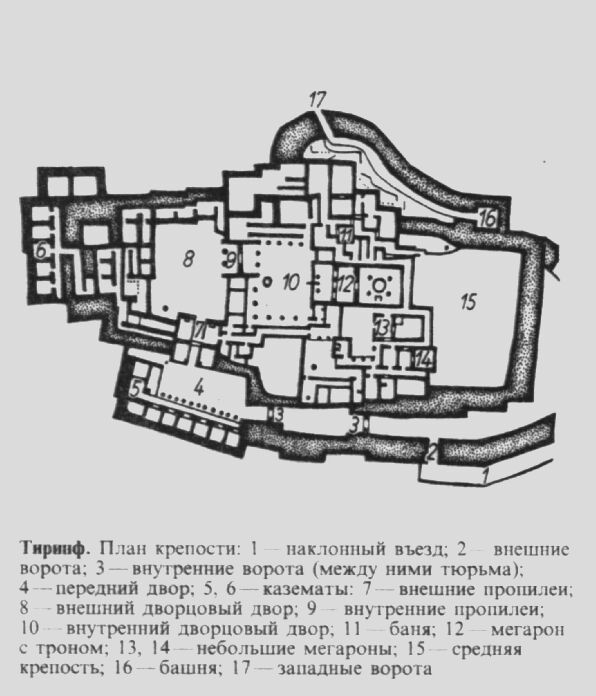 17
16
6
8
9
11
10
12
15
13
7
14
4
5
3
3
2
1
Тиринф. План крепости: 1 — наклонный въезд; 2 — внешние
ворота; 3 — внутренние ворота (между ними тюрьма);
4 — передний двор; 5, 6 — казематы: 7 — внешние пропилеи;
8 — внешний дворцовый двор; 9 — внутренние пропилеи;
10 — внутренний дворцовый двор; 11 — баня; 12 — мегарон
с троном; 13, 14 — небольшие мегароны; 15 — средняя
крепость; 16 — башня; 17 — западные ворота